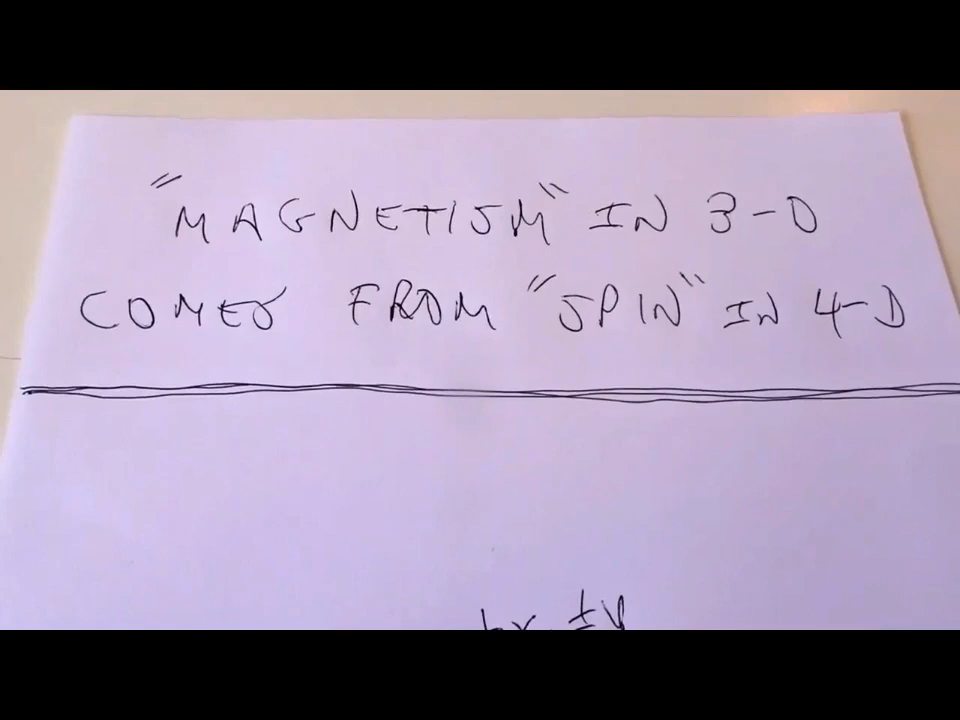 "MAGNETISM" IN 3-D
COMES FROM "SPIN" IN 4-D